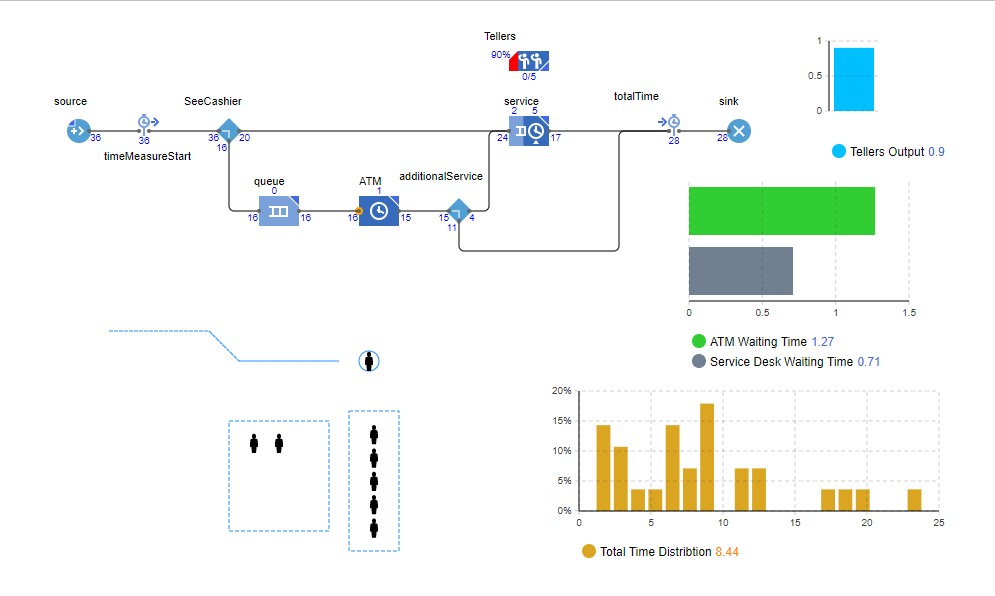 Tellers
90%
0/5
source
SeeCashier
service
totalTime
sink
2 5
36
36
36
20
24
17
28
28
16
timeMeasureStart
queue
ATM
additionalService
0
1
16
16
16
15
15
4
11
1
0.5
0
Tellers Output 0.9
0
0.5
1
1.5
ATM Waiting Time 1.27
Service Desk Waiting Time 0.71
20%
15%
10%
5%
0%
0
5
10
15
20
25
Total Time Distribtion 8.44